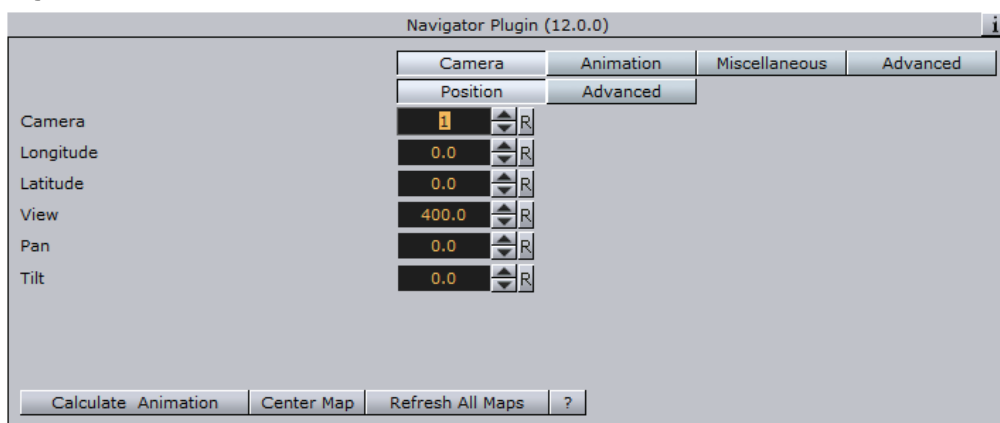 Navigator Plugin (12.0.0) i
Camera Animation Miscellaneous Advanced
Position Advanced
Camera 1 R
Longitude 0.0 R
Latitude 0.0 R
View 400.0 R
Pan 0.0 R
Tilt 0.0 R
Calculate Animation Center Map Refresh All Maps ?